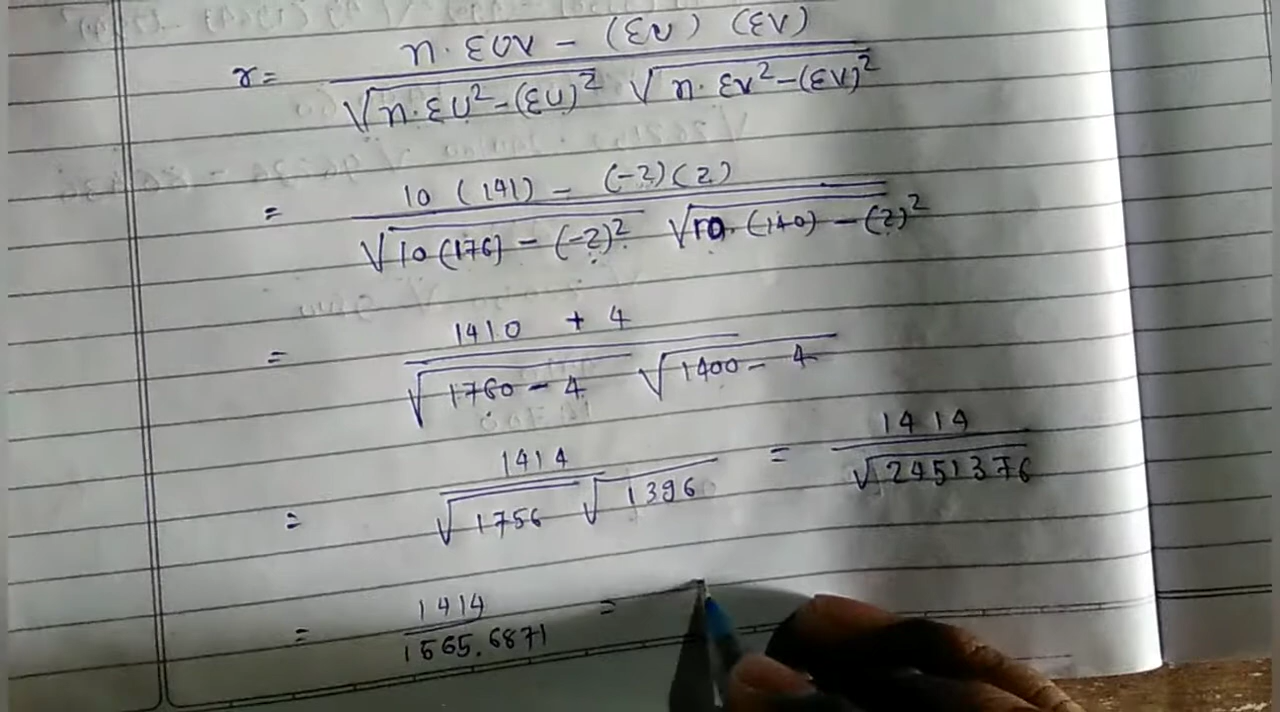 r = n·ΣUV − (ΣU) (ΣV) / √n·ΣU²−(ΣU)² √n·ΣV²−(ΣV)²
= 10 (141) − (−2)(2) / √10(176) − (−2)² √10·(140) − (2)²
= 1410 + 4 / √1760 − 4 √1400 − 4
= 1414 / √1756 √1396 = 1414 / √2451376
= 1414 / 1565.6871 =